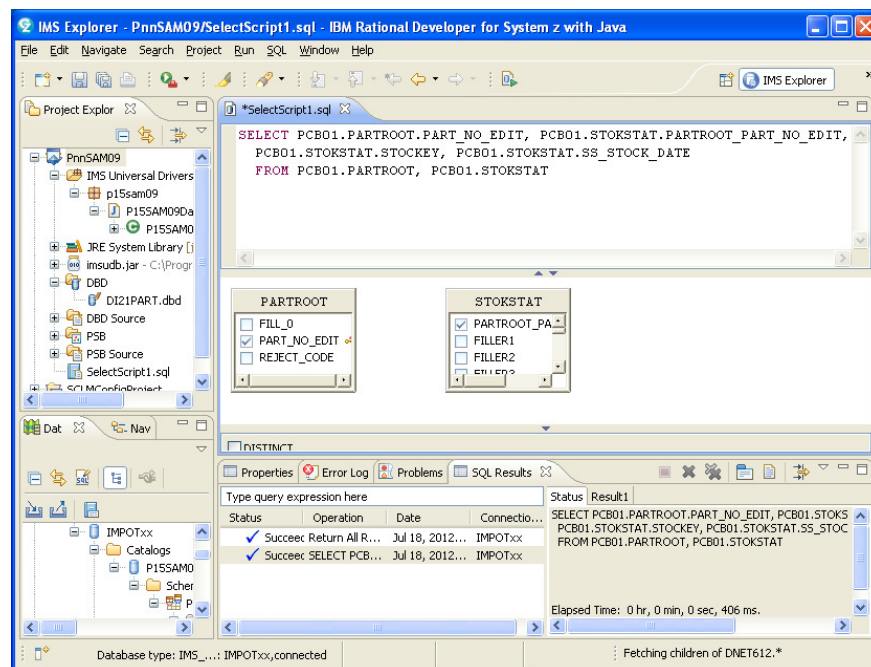 IMS Explorer - PnnSAM09/SelectScript1.sql - IBM Rational Developer for System z with Java
File Edit Navigate Search Project Run SQL Window Help
IMS Explorer
Project Explor
*SelectScript1.sql
SELECT PCB01.PARTROOT.PART_NO_EDIT, PCB01.STOKSTAT.PARTROOT_PART_NO_EDIT,
PCB01.STOKSTAT.STOCKEY, PCB01.STOKSTAT.SS_STOCK_DATE
FROM PCB01.PARTROOT, PCB01.STOKSTAT
PnnSAM09
IMS Universal Drivers
p15sam09
P15SAM09Da
P15SAM0
JRE System Library [j
imsudb.jar - C:\Progr
DBD
DI21PART.dbd
DBD Source
PSB
PSB Source
SelectScript1.sql
SCLMConfigProject
PARTROOT
FILL_0
PART_NO_EDIT
REJECT_CODE
STOKSTAT
PARTROOT_PA
FILLER1
FILLER2
FILLER3
DISTINCT
Dat Nav
IMPOTxx
Catalogs
P15SAM0
Scher
P
Properties Error Log Problems SQL Results
Type query expression here
Status Operation Date Connectio...
Succeec Return All R... Jul 18, 2012... IMPOTxx
Succeec SELECT PCB... Jul 18, 2012... IMPOTxx
Status Result1
SELECT PCB01.PARTROOT.PART_NO_EDIT, PCB01.STOKS
PCB01.STOKSTAT.STOCKEY, PCB01.STOKSTAT.SS_STOC
FROM PCB01.PARTROOT, PCB01.STOKSTAT
Elapsed Time: 0 hr, 0 min, 0 sec, 406 ms.
Database type: IMS_...: IMPOTxx,connected
Fetching children of DNET612.*